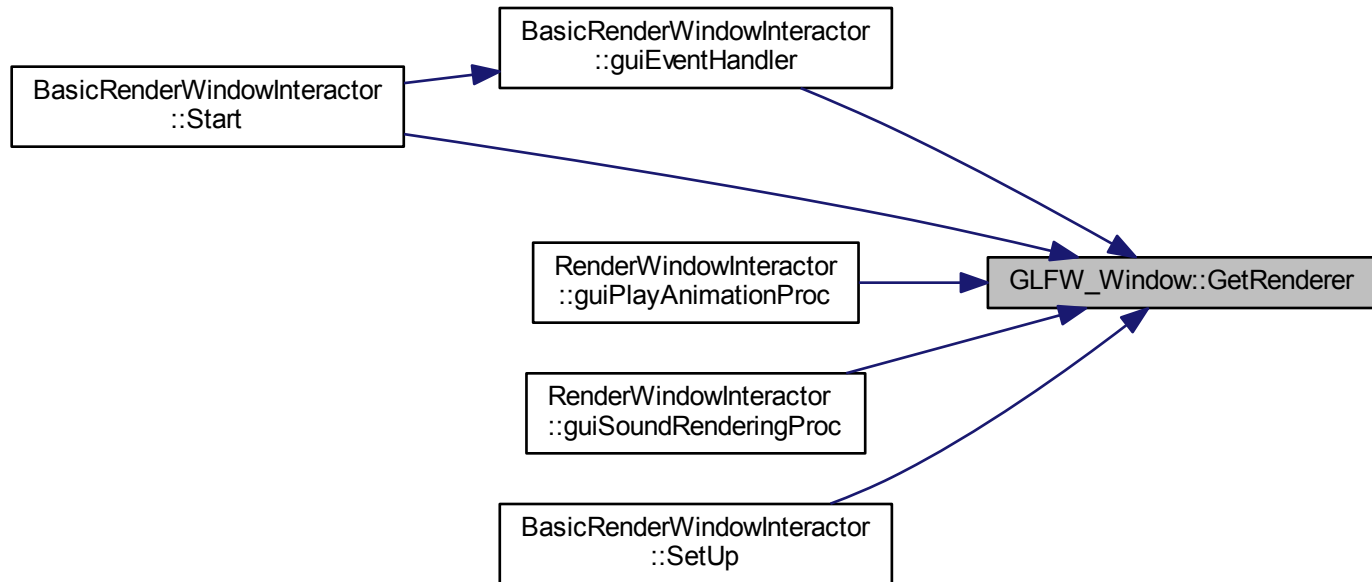 BasicRenderWindowInteractor
::guiEventHandler
BasicRenderWindowInteractor
::Start
RenderWindowInteractor
::guiPlayAnimationProc
GLFW_Window::GetRenderer
RenderWindowInteractor
::guiSoundRenderingProc
BasicRenderWindowInteractor
::SetUp